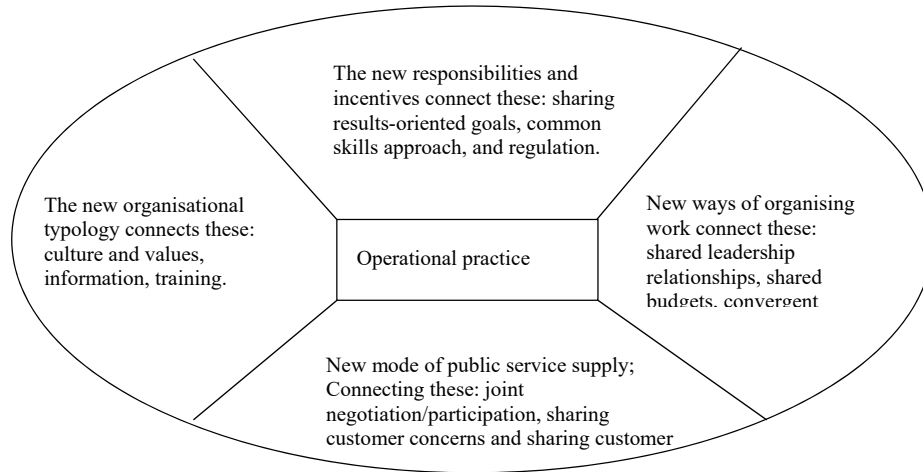 The new responsibilities and
incentives connect these: sharing
results-oriented goals, common
skills approach, and regulation.
The new organisational
typology connects these:
culture and values,
information, training.
Operational practice
New ways of organising
work connect these:
shared leadership
relationships, shared
budgets, convergent
New mode of public service supply;
Connecting these: joint
negotiation/participation, sharing
customer concerns and sharing customer